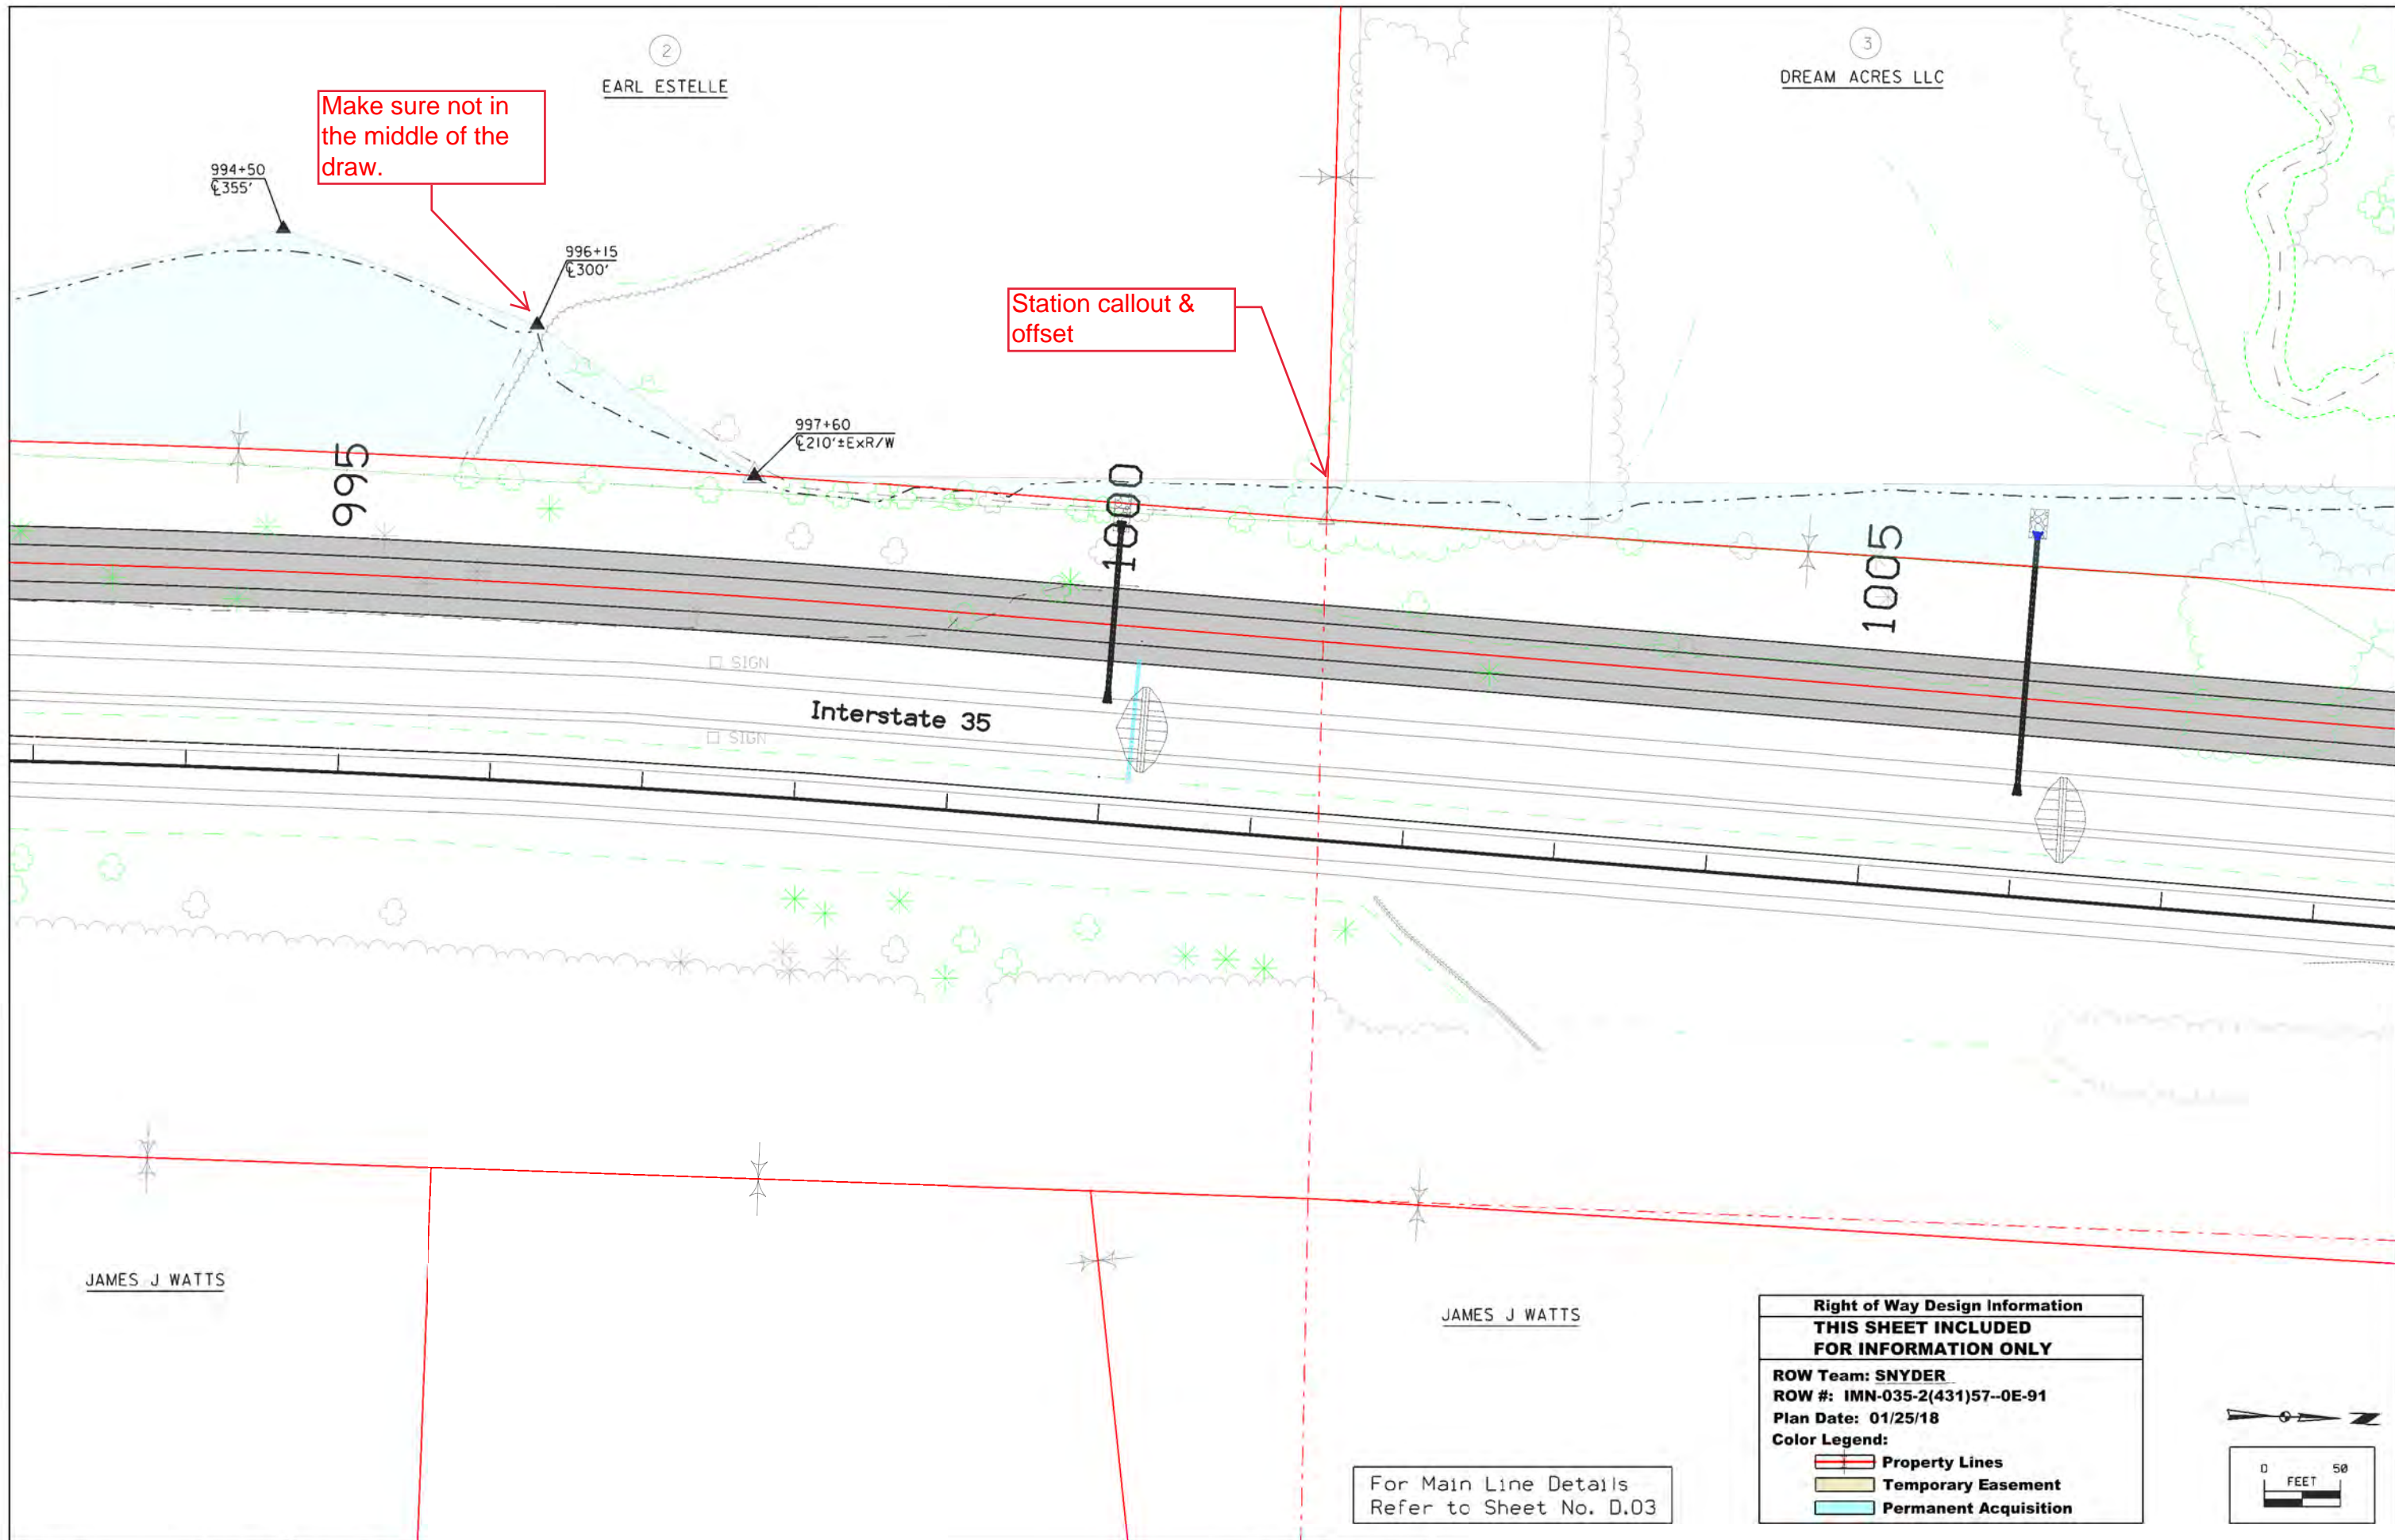 2
EARL ESTELLE
3
DREAM ACRES LLC
Make sure not in
the middle of the
draw.
994+50
℄355'
996+15
℄300'
Station callout &
offset
997+60
℄210'±ExR/W
995
1000
1005
SIGN
Interstate 35
SIGN
JAMES J WATTS
JAMES J WATTS
Right of Way Design Information
THIS SHEET INCLUDED
FOR INFORMATION ONLY
ROW Team: SNYDER
ROW #: IMN-035-2(431)57--0E-91
Plan Date: 01/25/18
Color Legend:
Property Lines
Temporary Easement
Permanent Acquisition
For Main Line Details
Refer to Sheet No. D.03
Z
0 50
FEET